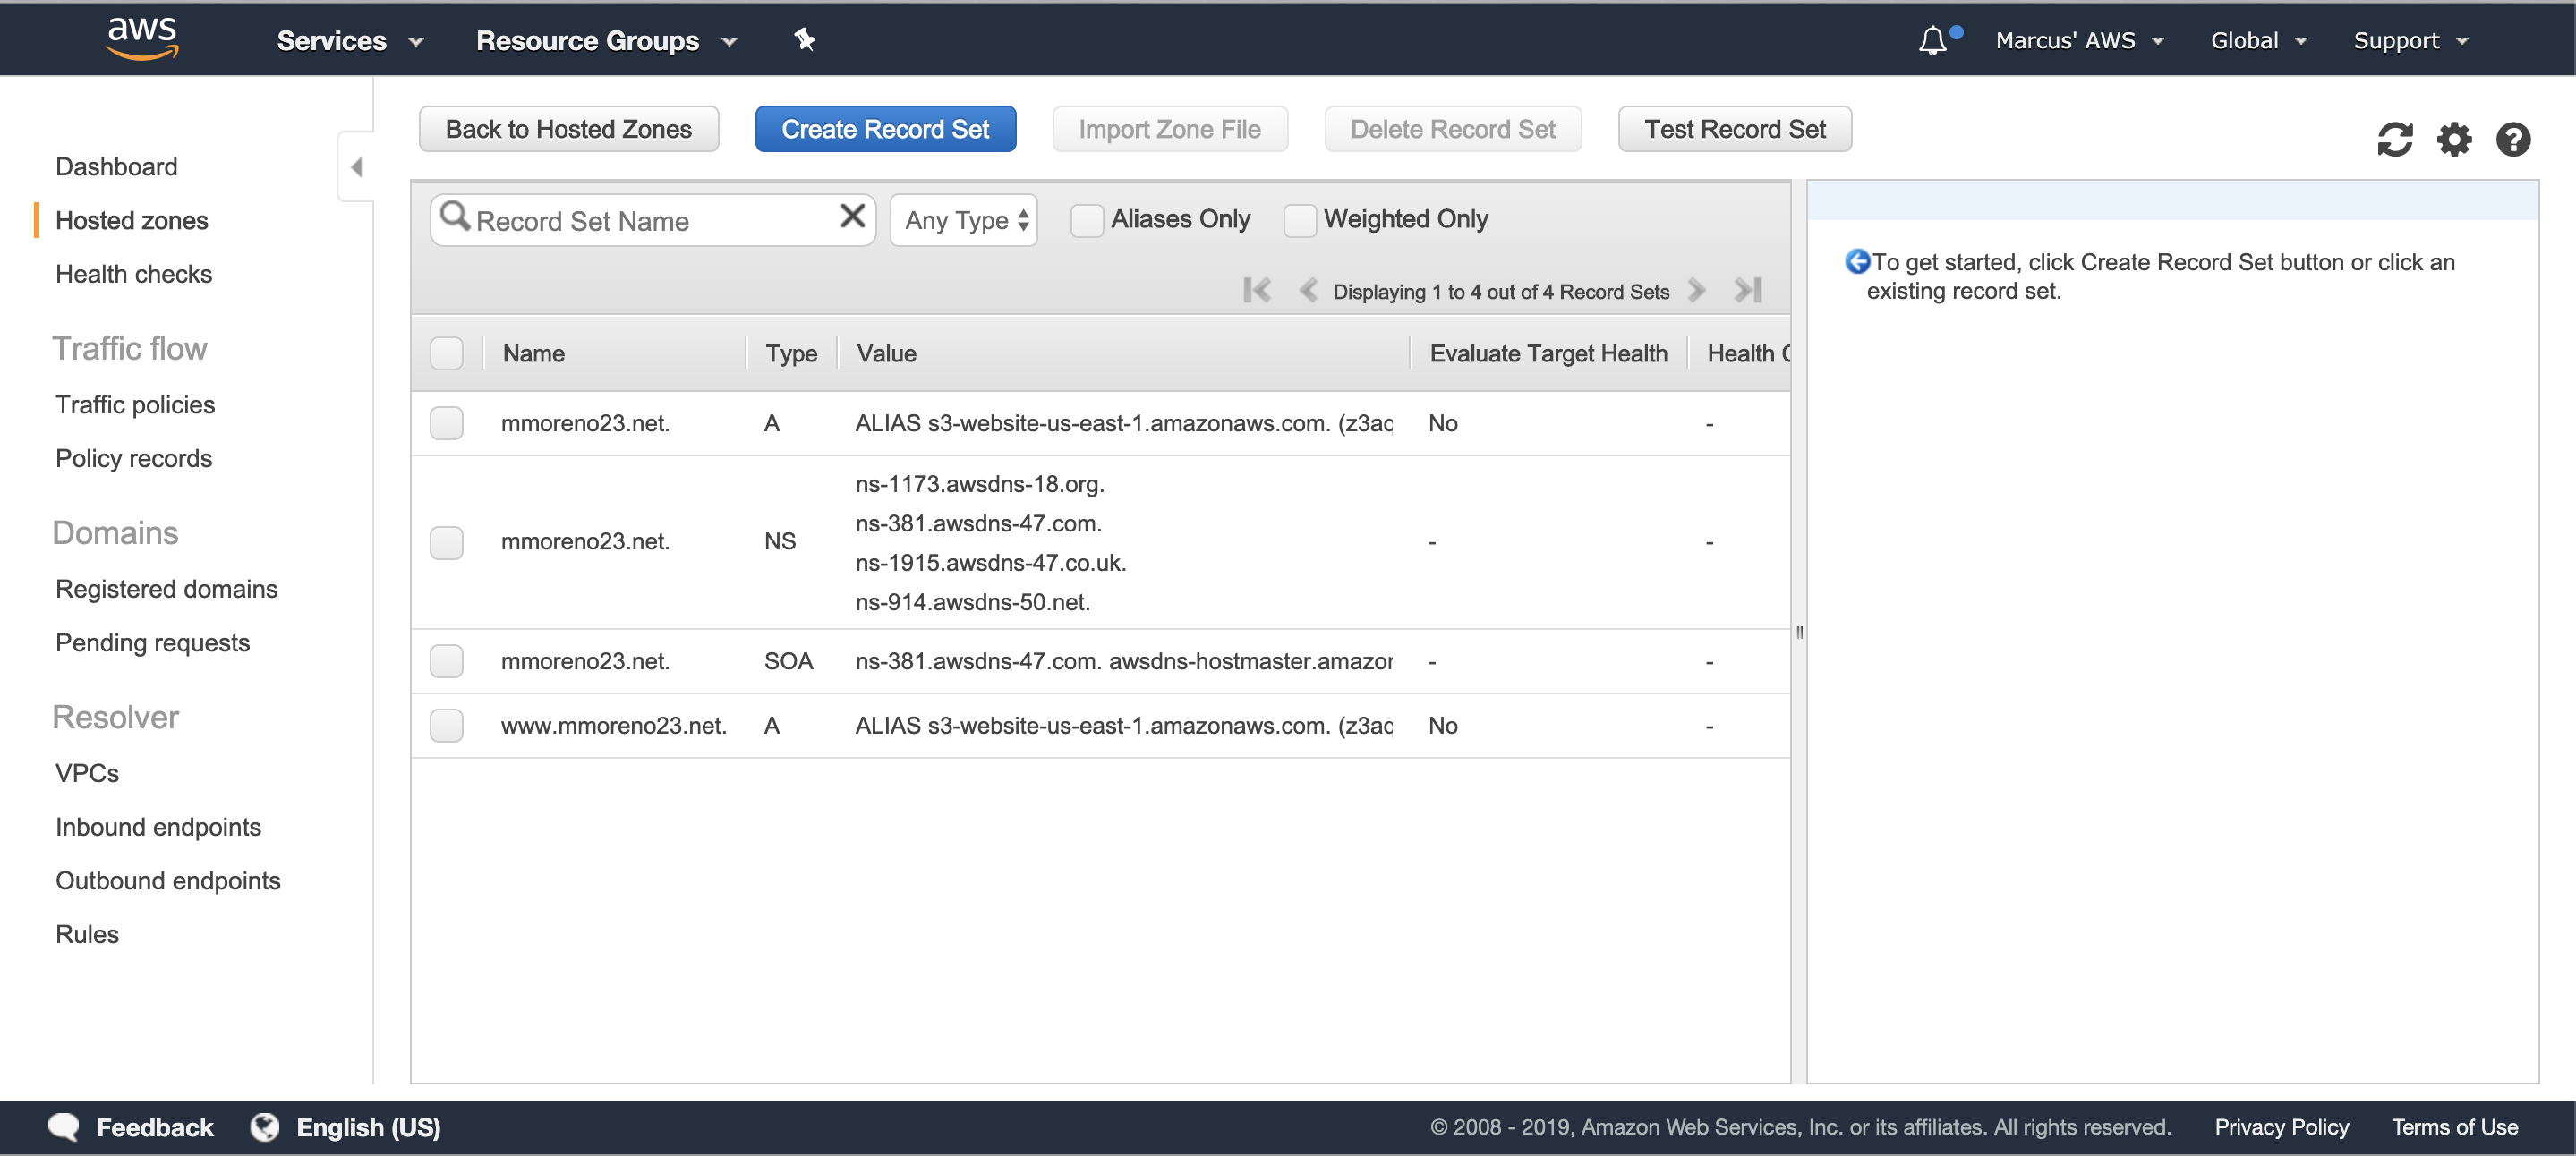 aws
Services
Resource Groups
Marcus' AWS
Global
Support
Dashboard
Hosted zones
Health checks
Traffic flow
Traffic policies
Policy records
Domains
Registered domains
Pending requests
Resolver
VPCs
Inbound endpoints
Outbound endpoints
Rules
Back to Hosted Zones
Create Record Set
Import Zone File
Delete Record Set
Test Record Set
Record Set Name
Any Type
Aliases Only
Weighted Only
Displaying 1 to 4 out of 4 Record Sets
Name Type Value Evaluate Target Health Health
mmoreno23.net. A ALIAS s3-website-us-east-1.amazonaws.com. (z3aq No -
mmoreno23.net. NS
ns-1173.awsdns-18.org.
ns-381.awsdns-47.com.
ns-1915.awsdns-47.co.uk.
ns-914.awsdns-50.net.
- -
mmoreno23.net. SOA ns-381.awsdns-47.com. awsdns-hostmaster.amazon - -
www.mmoreno23.net. A ALIAS s3-website-us-east-1.amazonaws.com. (z3aq No -
To get started, click Create Record Set button or click an
existing record set.
Feedback
English (US)
© 2008 - 2019, Amazon Web Services, Inc. or its affiliates. All rights reserved.
Privacy Policy
Terms of Use